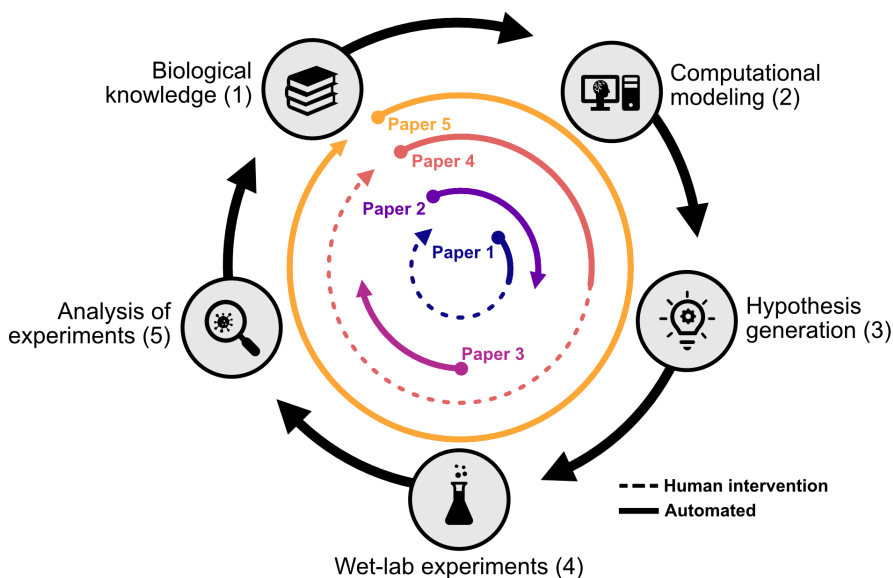 Biological
knowledge (1)
Computational
modeling (2)
Paper 5
Paper 4
Paper 2
Paper 1
Analysis of
experiments (5)
Hypothesis
generation (3)
Paper 3
Human intervention
Automated
Wet-lab experiments (4)